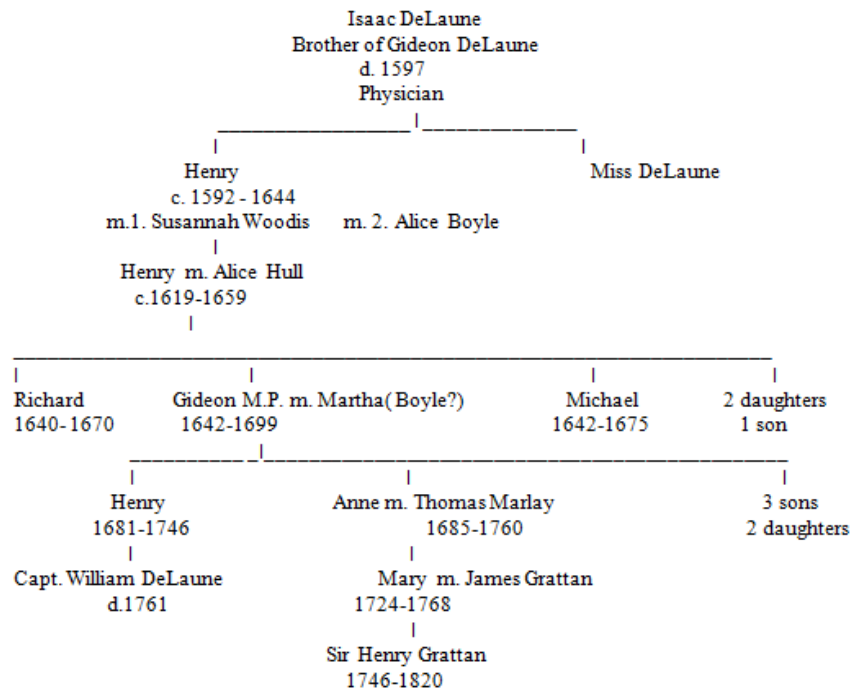 Isaac DeLaune
Brother of Gideon DeLaune
d. 1597
Physician
Henry Miss DeLaune
c. 1592 - 1644
m.1. Susannah Woodis m. 2. Alice Boyle
Henry m. Alice Hull
c.1619-1659
Richard Gideon M.P. m. Martha( Boyle?) Michael 2 daughters
1640-1670 1642-1699 1642-1675 1 son
Henry Anne m. Thomas Marlay 3 sons
1681-1746 1685-1760 2 daughters
Capt. William DeLaune Mary m. James Grattan
d.1761 1724-1768
Sir Henry Grattan
1746-1820